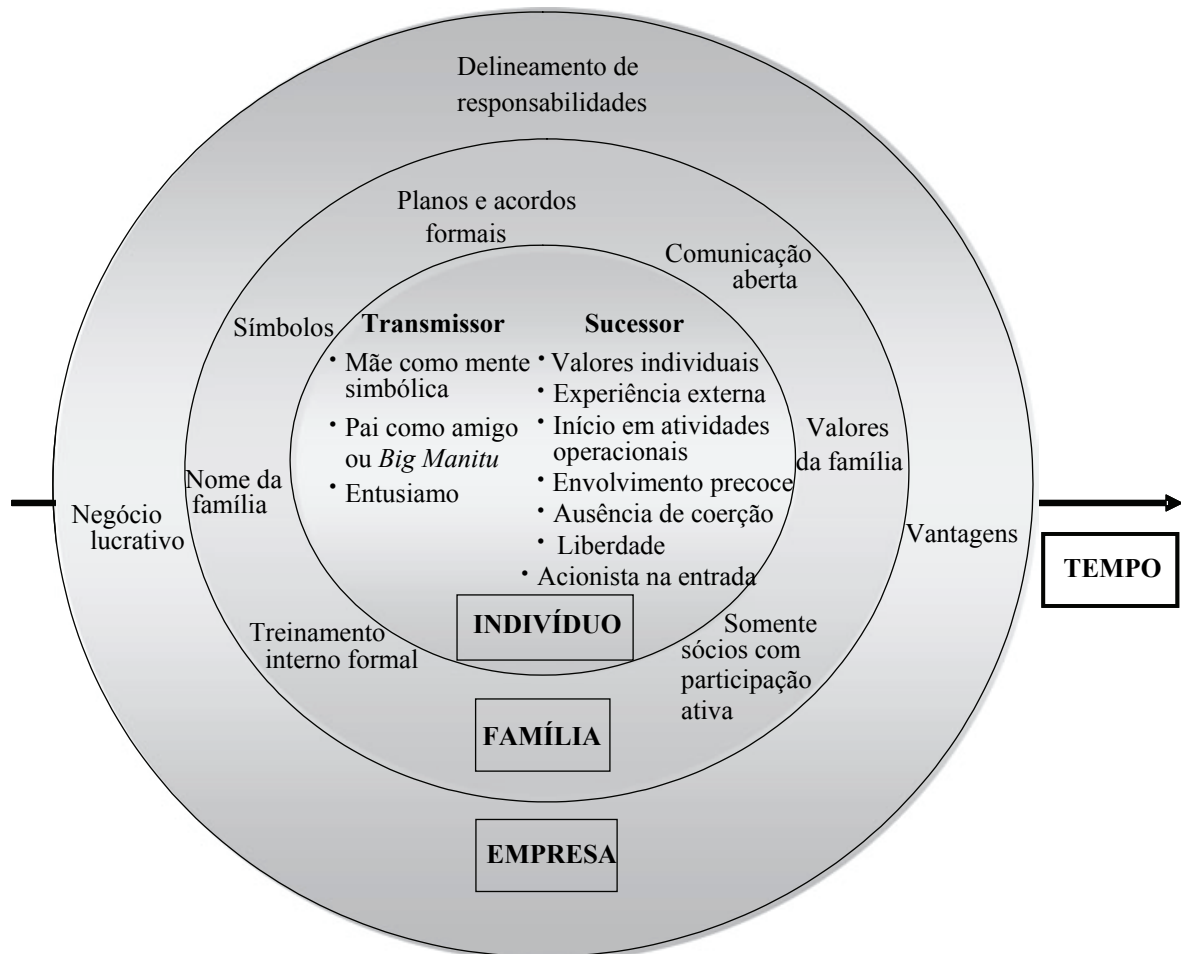 Delineamento de
responsabilidades
Planos e acordos
formais
Comunicação
aberta
Símbolos
Transmissor
• Mãe como mente
simbólica
• Pai como amigo
ou Big Manitu
• Entusiamo
Sucessor
• Valores individuais
• Experiência externa
• Início em atividades
operacionais
• Envolvimento precoce
• Ausência de coerção
• Liberdade
• Acionista na entrada
Valores
da família
Nome da
família
Negócio
lucrativo
Vantagens
TEMPO
INDIVÍDUO
Treinamento
interno formal
Somente
sócios com
participação
ativa
FAMÍLIA
EMPRESA